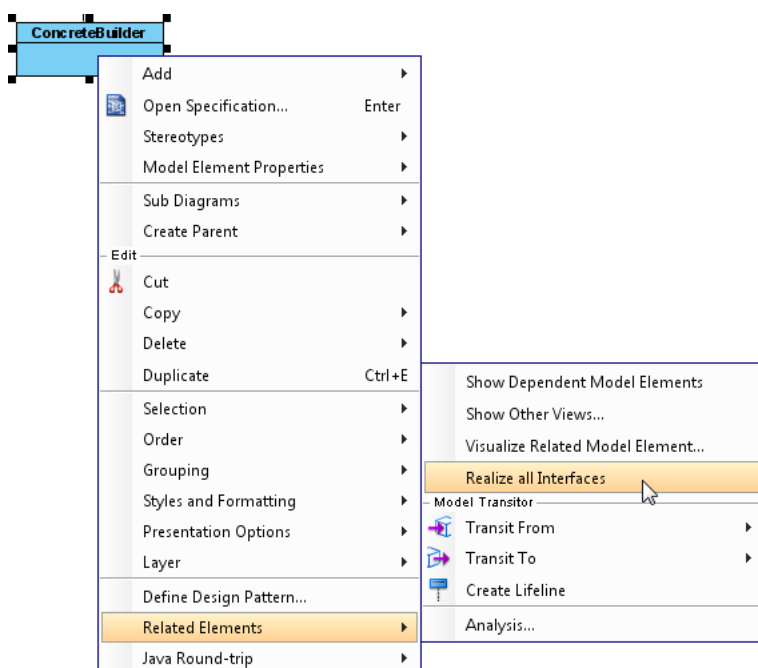 ConcreteBuilder
Add
Open Specification... Enter
Stereotypes
Model Element Properties
Sub Diagrams
Create Parent
Edit
Cut
Copy
Delete
Duplicate Ctrl+E
Selection
Order
Grouping
Styles and Formatting
Presentation Options
Layer
Define Design Pattern...
Related Elements
Java Round-trip
Show Dependent Model Elements
Show Other Views...
Visualize Related Model Element...
Realize all Interfaces
Model Transitor
Transit From
Transit To
Create Lifeline
Analysis...